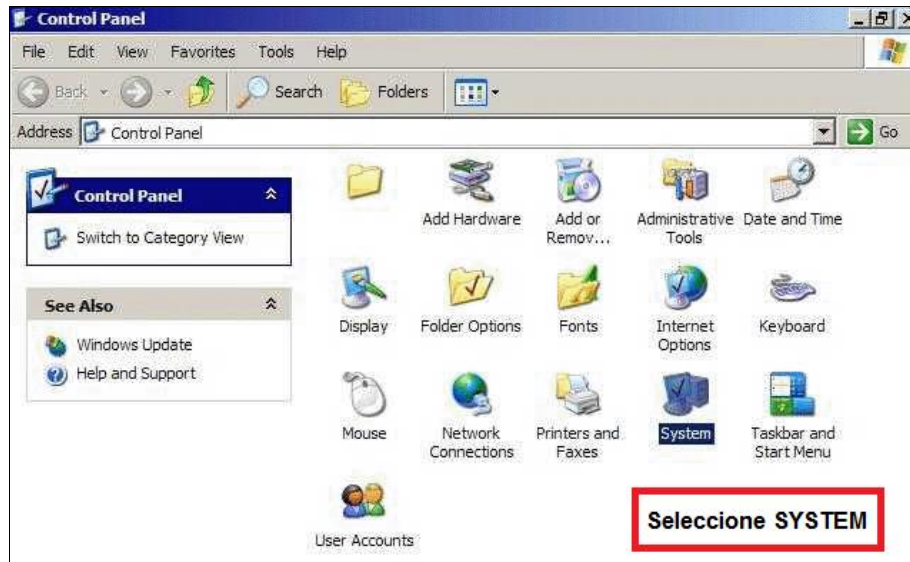 Control Panel
File Edit View Favorites Tools Help
Back Search Folders
Address Control Panel Go
Control Panel
Switch to Category View
See Also
Windows Update
Help and Support
Add Hardware
Add or
Remov...
Administrative
Tools
Date and Time
Display
Folder Options
Fonts
Internet
Options
Keyboard
Mouse
Network
Connections
Printers and
Faxes
System
Taskbar and
Start Menu
User Accounts
Seleccione SYSTEM